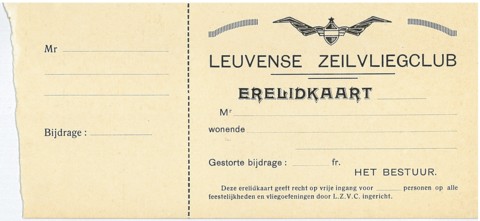 Mr
Bijdrage :
LEUVENSE ZEILVLIEGCLUB
ERELIDKAART
Mr
wonende
Gestorte bijdrage : fr.
HET BESTUUR.
Deze erelidkaart geeft recht op vrije ingang voor personen op alle
feestelijkheden en vliegoefeningen door L.Z.V.C. ingericht.